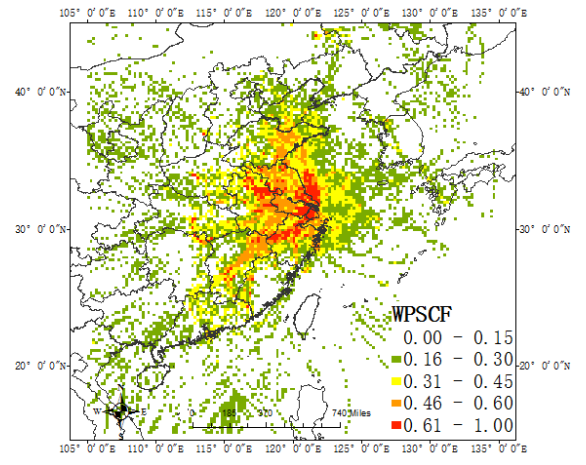 105° 0′0″E 110° 0′0″E 115° 0′0″E 120° 0′0″E 125° 0′0″E 130° 0′0″E 135° 0′0″E
40° 0′0″N 40° 0′0″N
30° 0′0″N 30° 0′0″N
20° 0′0″N 20° 0′0″N
WPSCF
0.00 - 0.15
0.16 - 0.30
0.31 - 0.45
0.46 - 0.60
0.61 - 1.00
W E
S
0 185 370 740 Miles
105° 0′0″E 110° 0′0″E 115° 0′0″E 120° 0′0″E 125° 0′0″E 130° 0′0″E 135° 0′0″E